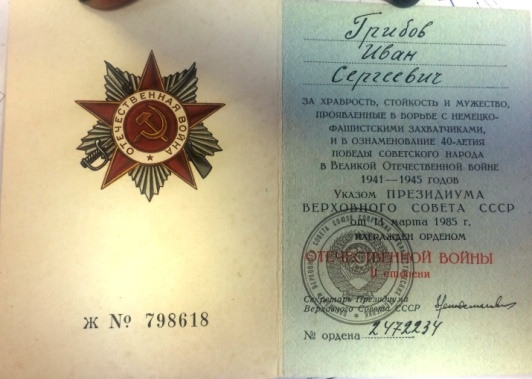 ОТЕЧЕСТВЕННАЯ ВОЙНА
Ж № 798618
Грибов
Иван
Сергеевич
ЗА ХРАБРОСТЬ, СТОЙКОСТЬ И МУЖЕСТВО,
ПРОЯВЛЕННЫЕ В БОРЬБЕ С НЕМЕЦКО-
ФАШИСТСКИМИ ЗАХВАТЧИКАМИ,
И В ОЗНАМЕНОВАНИЕ 40-ЛЕТИЯ
ПОБЕДЫ СОВЕТСКОГО НАРОДА
В ВЕЛИКОЙ ОТЕЧЕСТВЕННОЙ ВОЙНЕ
1941—1945 ГОДОВ
УКАЗОМ ПРЕЗИДИУМА
ВЕРХОВНОГО СОВЕТА СССР
от 11 марта 1985 г.
НАГРАЖДЕН ОРДЕНОМ
ОТЕЧЕСТВЕННОЙ ВОЙНЫ
II степени
Секретарь Президиума
Верховного Совета СССР
№ ордена 2472234